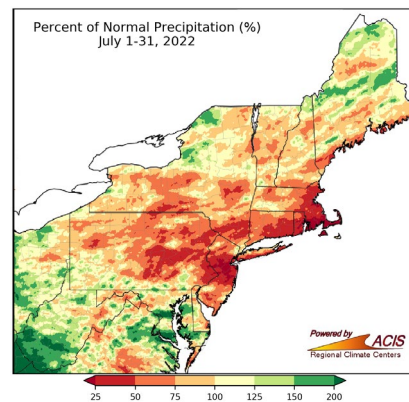 Percent of Normal Precipitation (%)
July 1-31, 2022
Powered by
ACIS
Regional Climate Centers
25 50 75 100 125 150 200